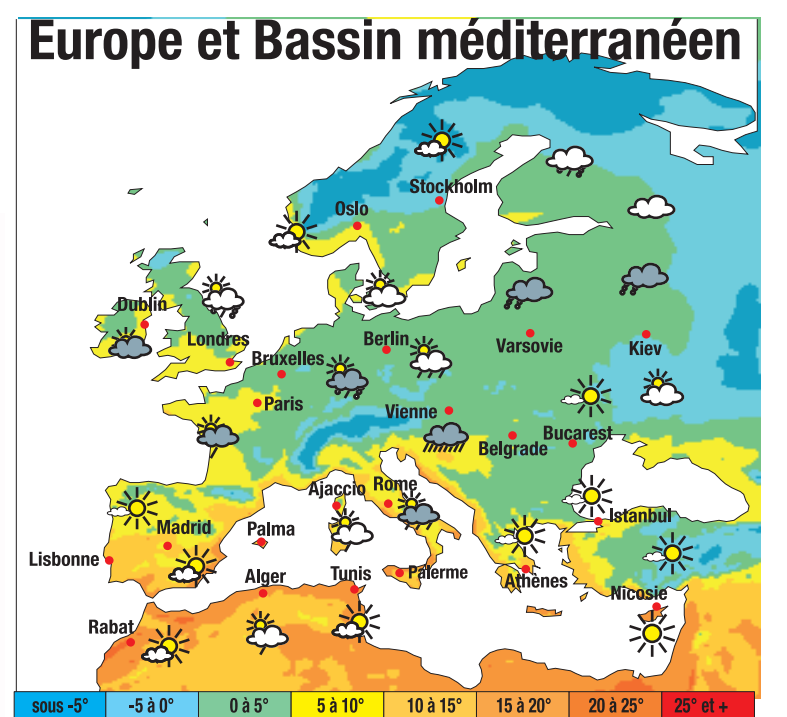 Europe et Bassin méditerranéen
Stockholm
Oslo
Dublin
Londres
Berlin
Varsovie
Kiev
Bruxelles
Paris
Vienne
Bucarest
Belgrade
Ajaccio
Rome
Istanbul
Madrid
Palma
Lisbonne
Alger
Tunis
Palerme
Athènes
Nicosie
Rabat
sous -5° -5 à 0° 0 à 5° 5 à 10° 10 à 15° 15 à 20° 20 à 25° 25° et +